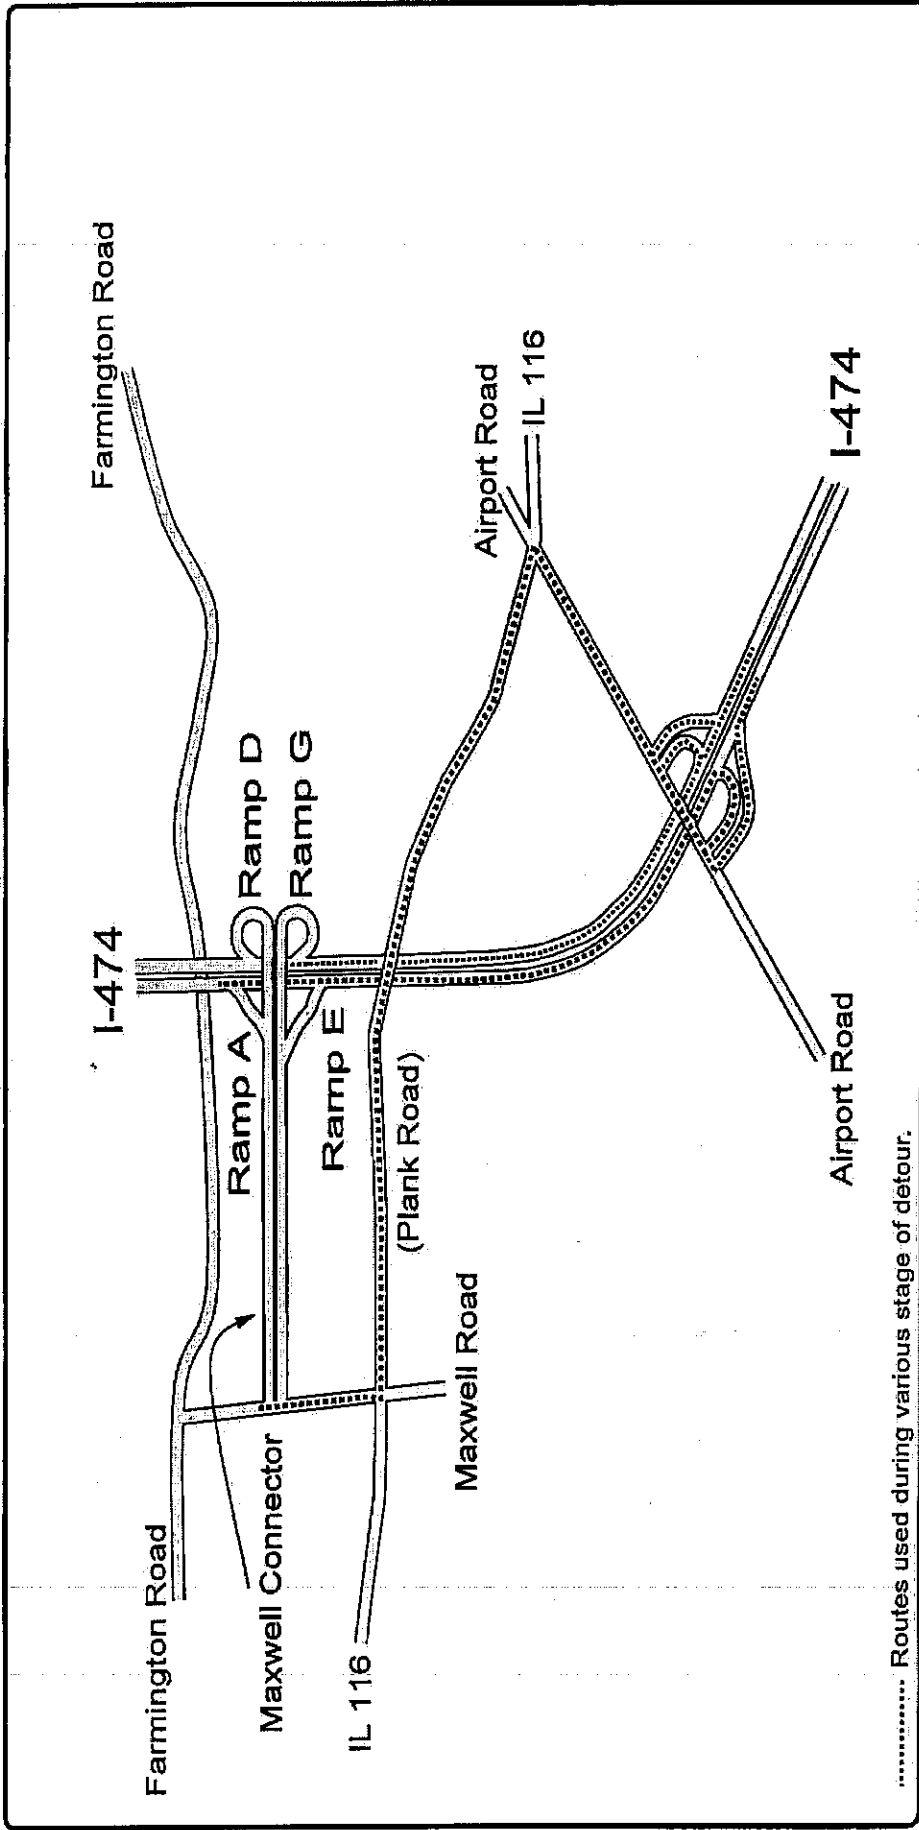 Farmington Road
Farmington Road
I-474
Ramp D
Ramp G
Ramp A
Ramp E
Maxwell Connector
Airport Road
IL 116
(Plank Road)
IL 116
Maxwell Road
I-474
Airport Road
............ Routes used during various stage of detour.